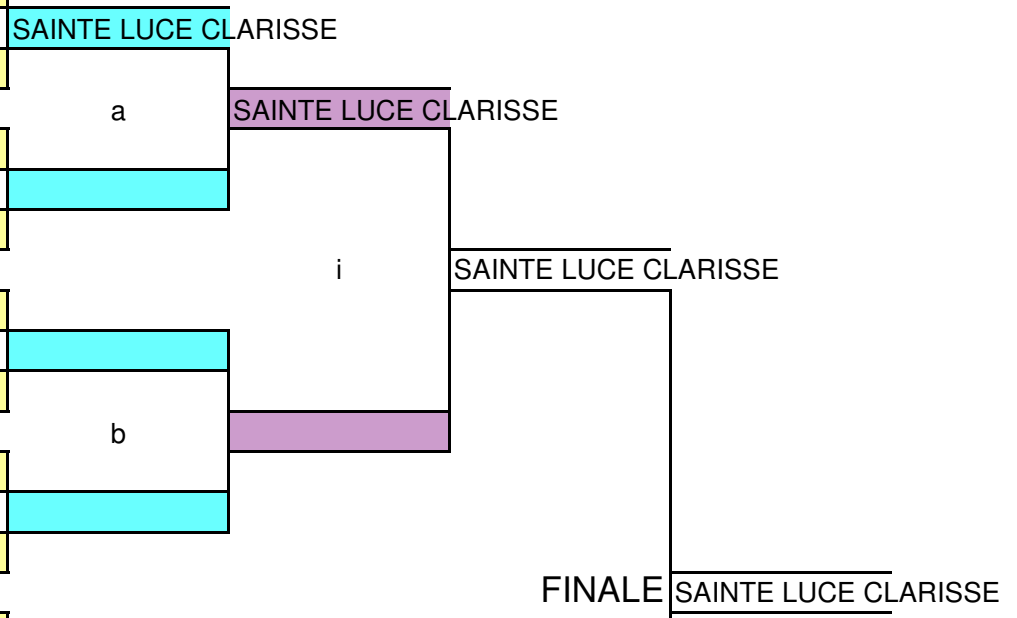 SAINTE LUCE CLARISSE
a
SAINTE LUCE CLARISSE
i
SAINTE LUCE CLARISSE
b
FINALE SAINTE LUCE CLARISSE